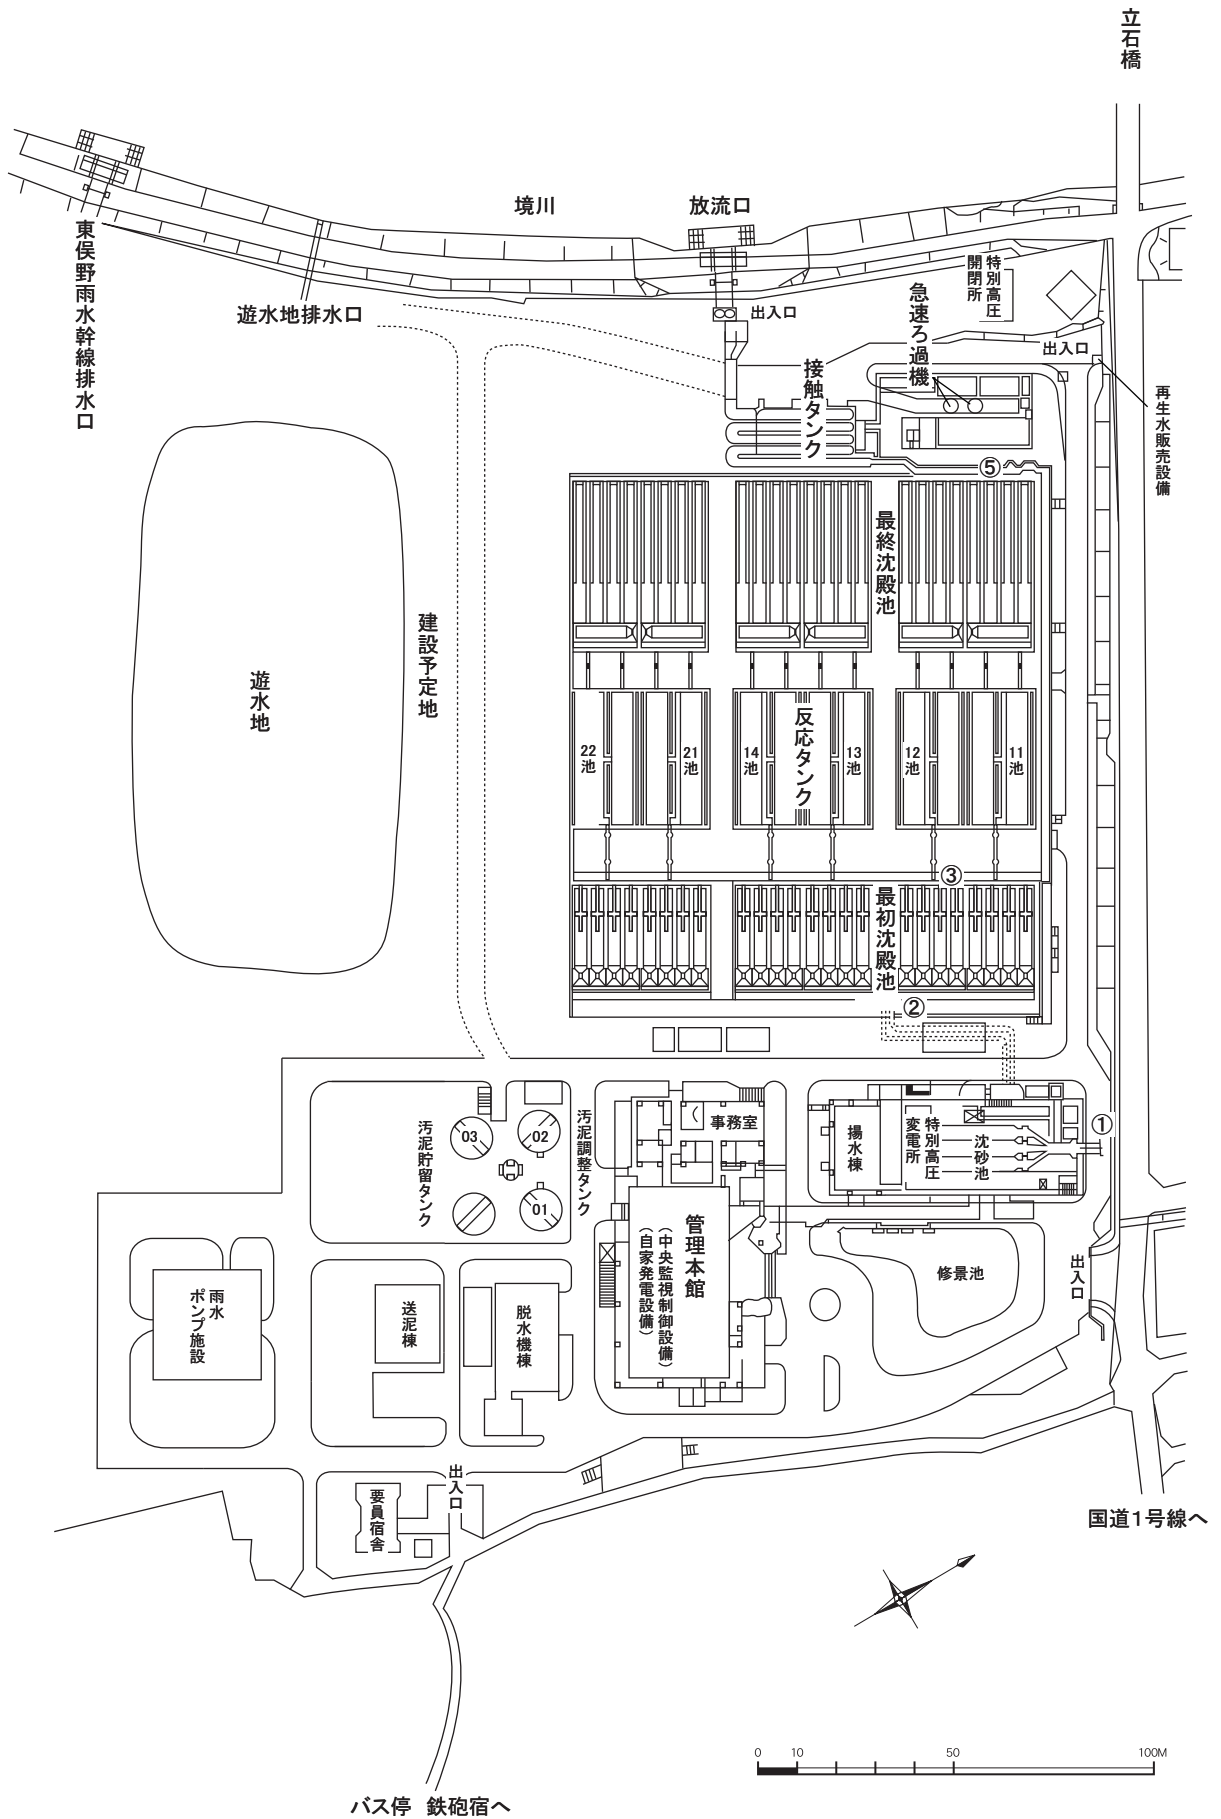 立石橋
境川
放流口
東俣野雨水幹線排水口
遊水地排水口
出入口
特別高圧
開閉所
急速ろ過機
出入口
接触タンク
再生水販売設備
⑤
最終沈殿池
建設予定地
遊水地
反応タンク
22池
21池
14池
13池
12池
11池
③
最初沈殿池
②
①
汚泥貯留タンク
03
02
01
汚泥調整タンク
事務室
揚水棟
特別高圧
変電所
沈砂池
管理本館
(中央監視制御設備)
(自家発電設備)
修景池
出入口
雨水
ポンプ施設
送泥棟
脱水機棟
出入口
要員宿舎
国道1号線へ
0 10 50 100M
バス停 鉄砲宿へ